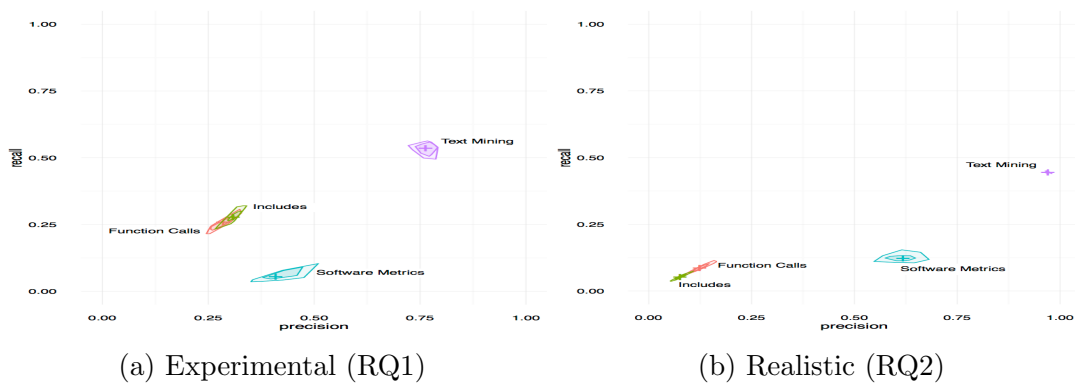 1.00
0.75
0.50
0.25
0.00
recall
Text Mining
Includes
Function Calls
Software Metrics
0.00 0.25 0.50 0.75 1.00
precision
(a) Experimental (RQ1)
1.00
0.75
0.50
0.25
0.00
recall
Text Mining
Function Calls
Software Metrics
Includes
0.00 0.25 0.50 0.75 1.00
precision
(b) Realistic (RQ2)